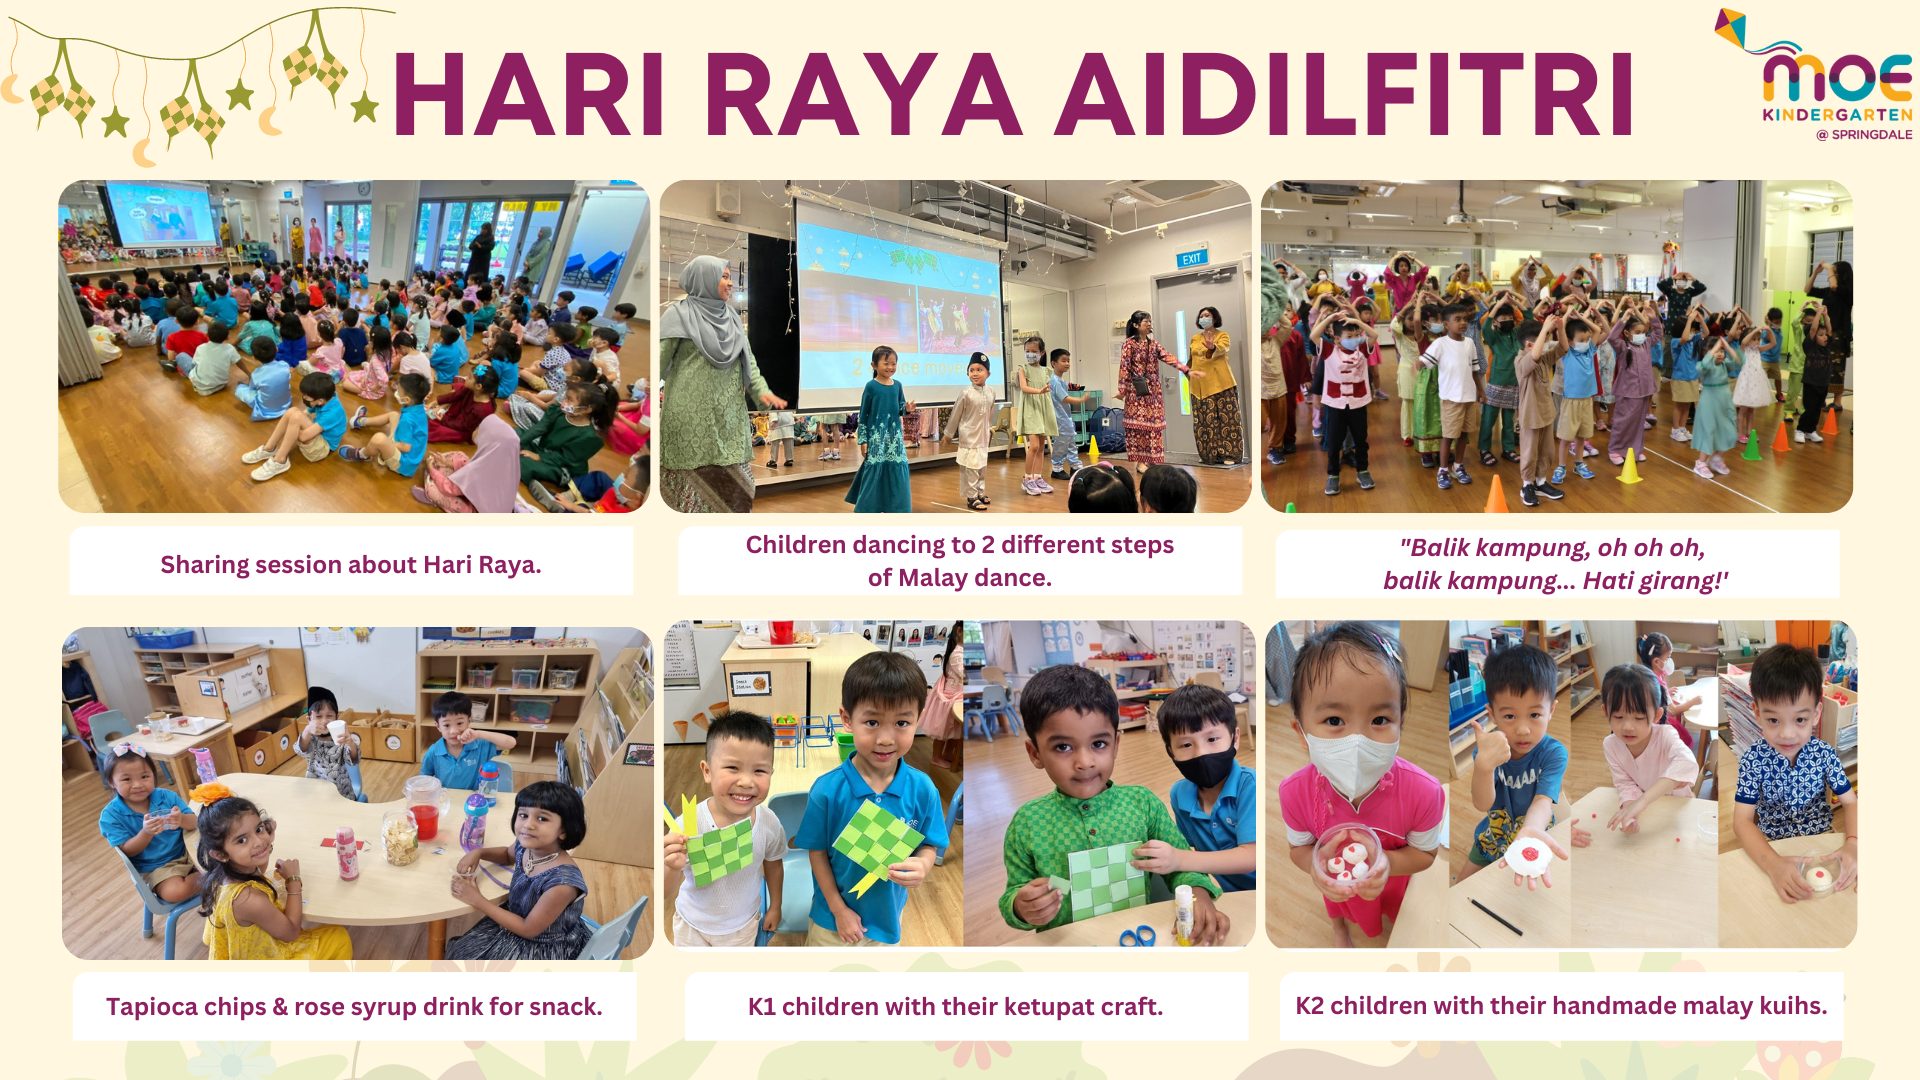 HARI RAYA AIDILFITRI
MOE
KINDERGARTEN
@ SPRINGDALE
EXIT
Sharing session about Hari Raya.
Children dancing to 2 different steps
of Malay dance.
"Balik kampung, oh oh oh,
balik kampung... Hati girang!'
Snack
Station
Tapioca chips & rose syrup drink for snack.
K1 children with their ketupat craft.
K2 children with their handmade malay kuihs.